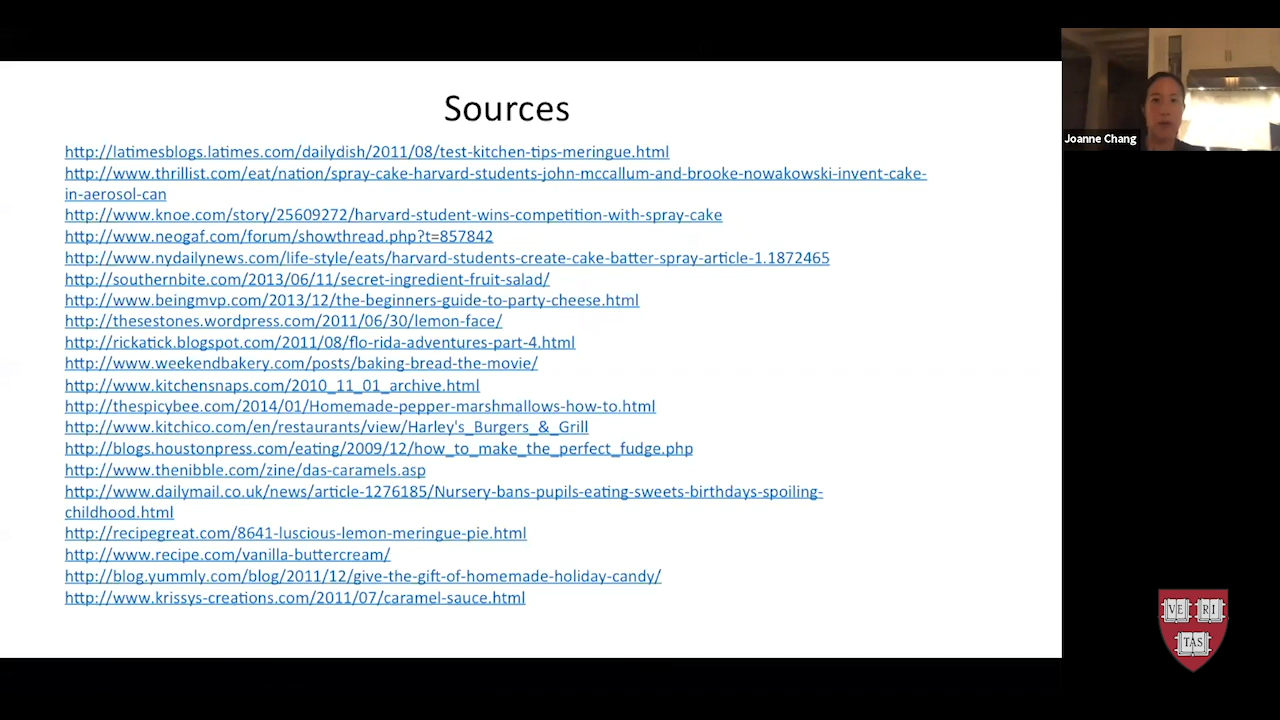 Sources
http://latimesblogs.latimes.com/dailydish/2011/08/test-kitchen-tips-meringue.html
http://www.thrillist.com/eat/nation/spray-cake-harvard-students-john-mccallum-and-brooke-nowakowski-invent-cake-
in-aerosol-can
http://www.knoe.com/story/25609272/harvard-student-wins-competition-with-spray-cake
http://www.neogaf.com/forum/showthread.php?t=857842
http://www.nydailynews.com/life-style/eats/harvard-students-create-cake-batter-spray-article-1.1872465
http://southernbite.com/2013/06/11/secret-ingredient-fruit-salad/
http://www.beingmvp.com/2013/12/the-beginners-guide-to-party-cheese.html
http://thesestones.wordpress.com/2011/06/30/lemon-face/
http://rickatick.blogspot.com/2011/08/flo-rida-adventures-part-4.html
http://www.weekendbakery.com/posts/baking-bread-the-movie/
http://www.kitchensnaps.com/2010_11_01_archive.html
http://thespicybee.com/2014/01/Homemade-pepper-marshmallows-how-to.html
http://www.kitchico.com/en/restaurants/view/Harley's_Burgers_&_Grill
http://blogs.houstonpress.com/eating/2009/12/how_to_make_the_perfect_fudge.php
http://www.thenibble.com/zine/das-caramels.asp
http://www.dailymail.co.uk/news/article-1276185/Nursery-bans-pupils-eating-sweets-birthdays-spoiling-
childhood.html
http://recipegreat.com/8641-luscious-lemon-meringue-pie.html
http://www.recipe.com/vanilla-buttercream/
http://blog.yummly.com/blog/2011/12/give-the-gift-of-homemade-holiday-candy/
http://www.krissys-creations.com/2011/07/caramel-sauce.html
Joanne Chang
VE RI
TAS